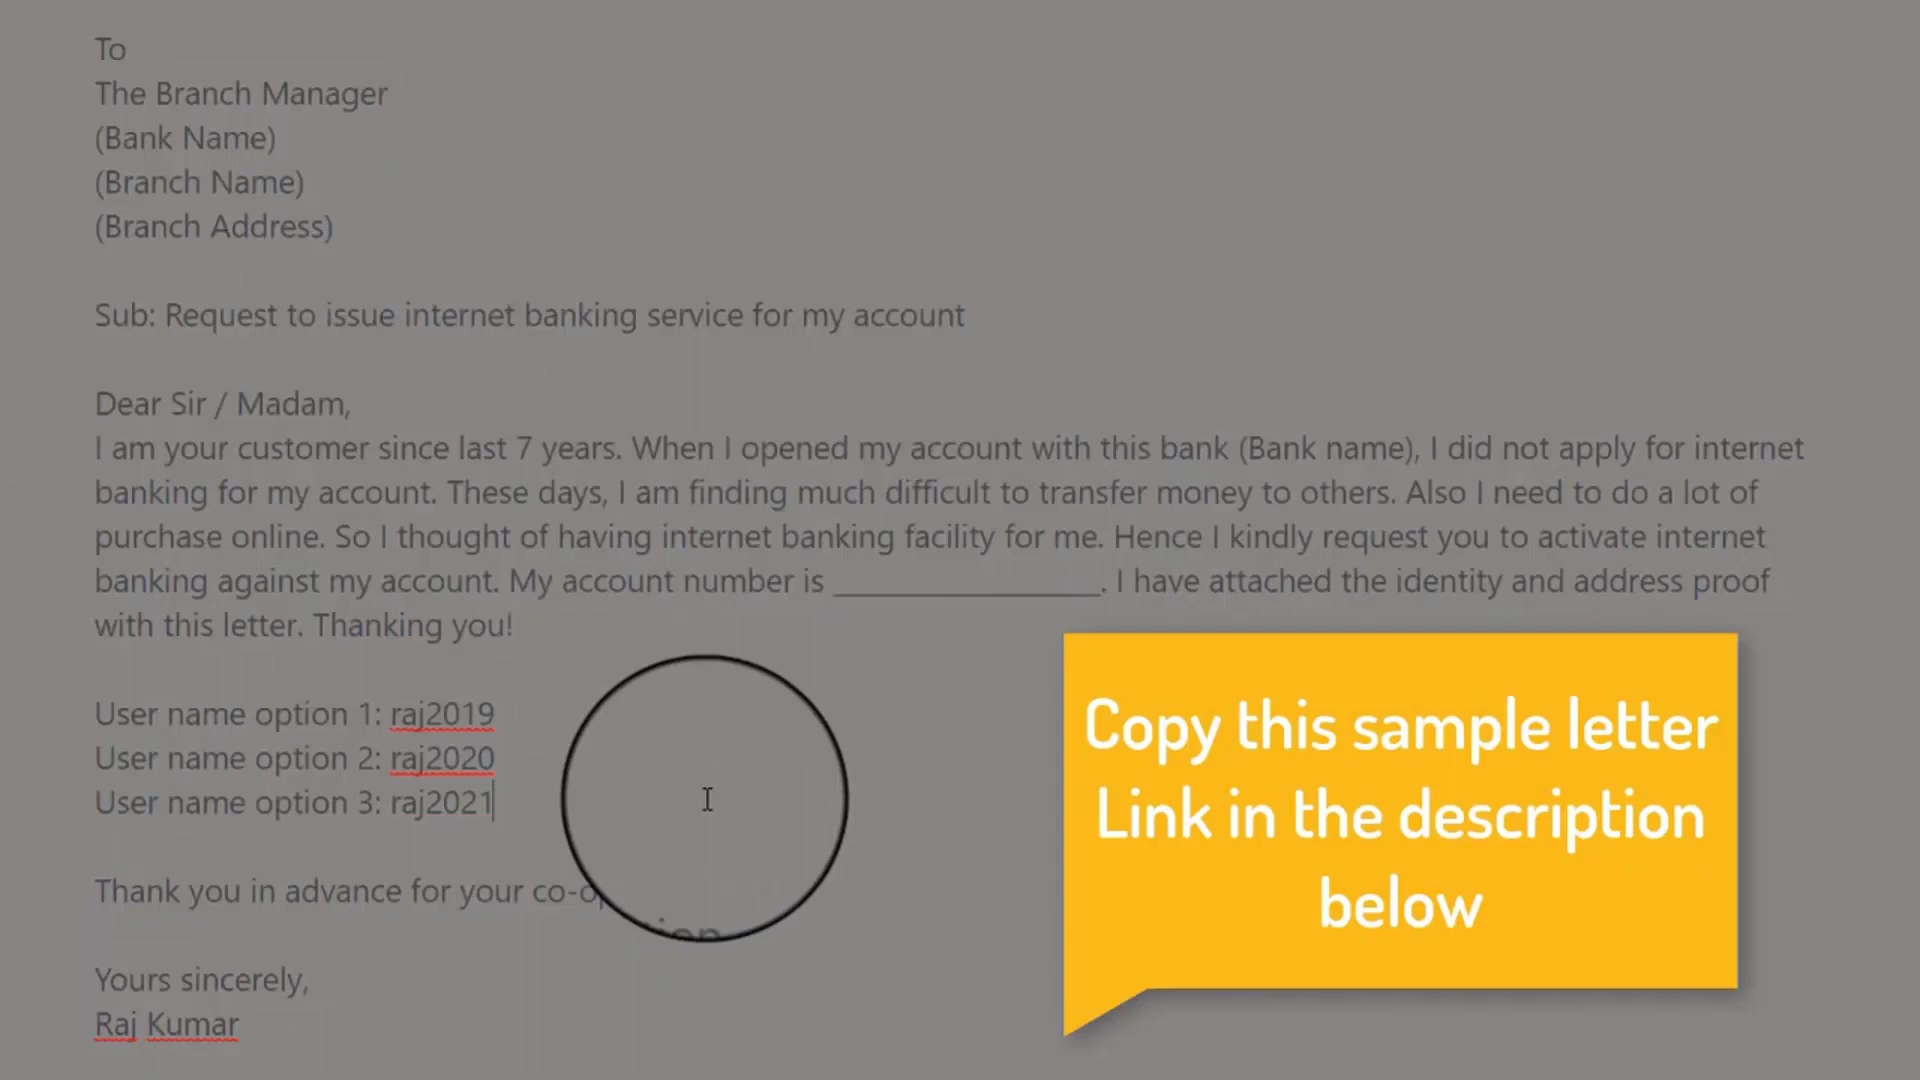 To
The Branch Manager
(Bank Name)
(Branch Name)
(Branch Address)
Sub: Request to issue internet banking service for my account
Dear Sir / Madam,
I am your customer since last 7 years. When I opened my account with this bank (Bank name), I did not apply for internet
banking for my account. These days, I am finding much difficult to transfer money to others. Also I need to do a lot of
purchase online. So I thought of having internet banking facility for me. Hence I kindly request you to activate internet
banking against my account. My account number is ________________. I have attached the identity and address proof
with this letter. Thanking you!
User name option 1: raj2019
User name option 2: raj2020
User name option 3: raj2021
Thank you in advance for your
Yours sincerely,
Raj Kumar
Copy this sample letter
Link in the description
below